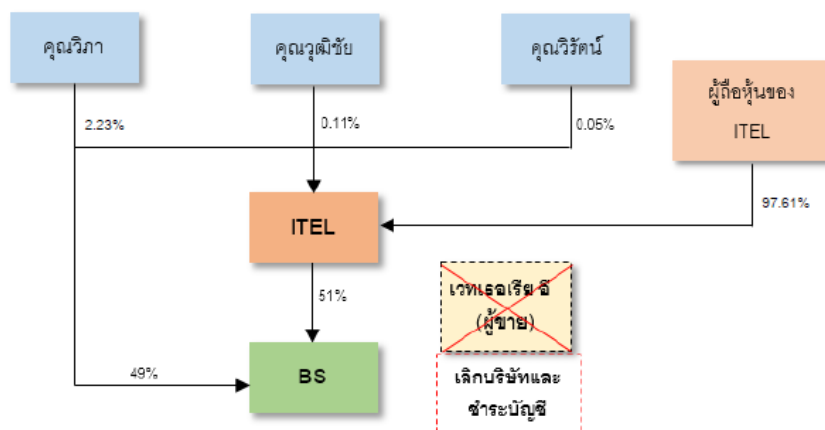 คุณวิภา
คุณวุฒิชัย
คุณวิรัตน์
ผู้ถือหุ้นของ
ITEL
2.23%
0.11%
0.05%
97.61%
ITEL
51%
เวทเธอเรีย อี
(ผู้ขาย)
49%
BS
เลิกบริษัทและ
ชำระบัญชี